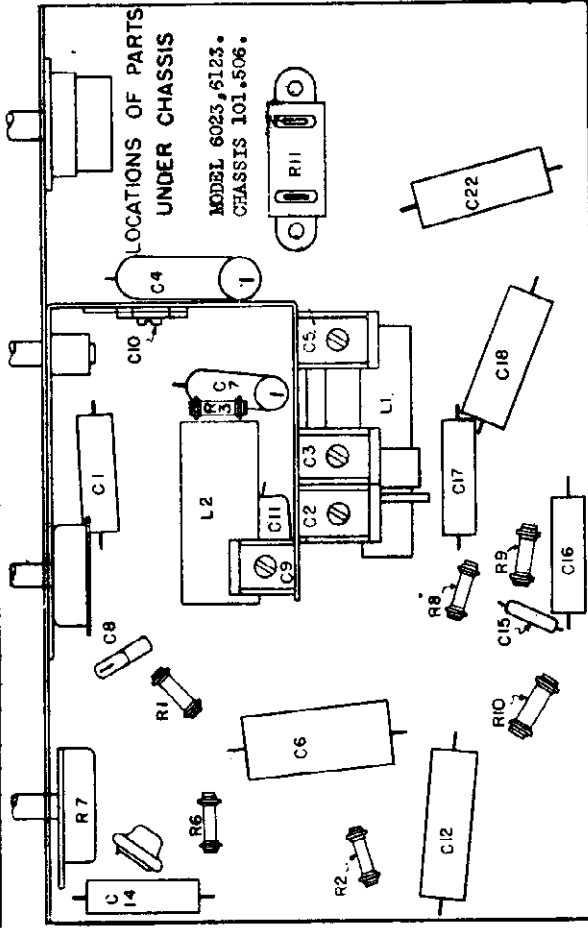 LOCATIONS OF PARTS
UNDER CHASSIS
MODEL 6023,6123.
CHASSIS 101.506.
R11
C22
C4
C10
C5
C18
C7
R3
L1
C1
L2
C3
C17
C11
C2
C9
R9
C16
R8
C15
C8
R1
R10
C6
R7
R6
C12
R2
C14